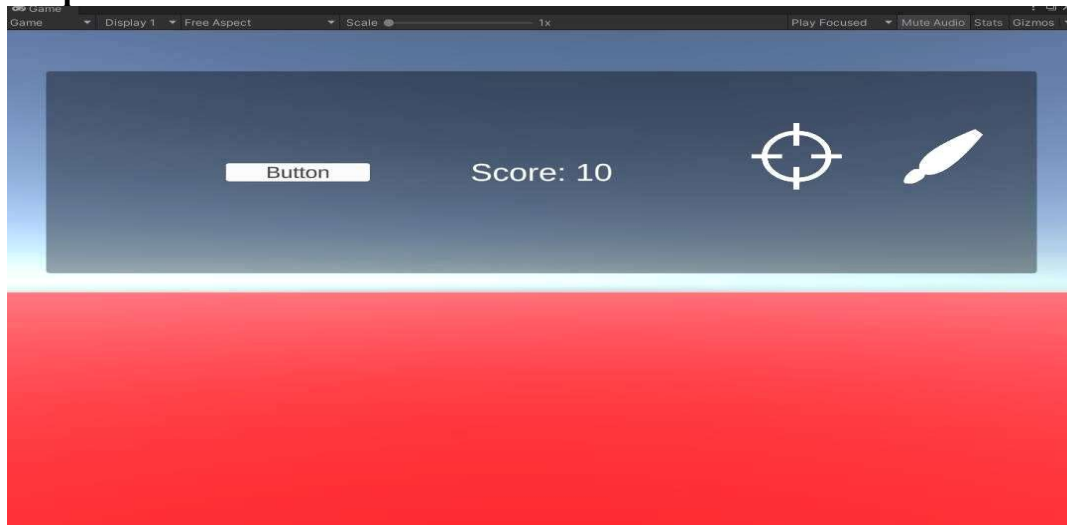 Game
Game Display 1 Free Aspect Scale 1x Play Focused Mute Audio Stats Gizmos
Button Score: 10